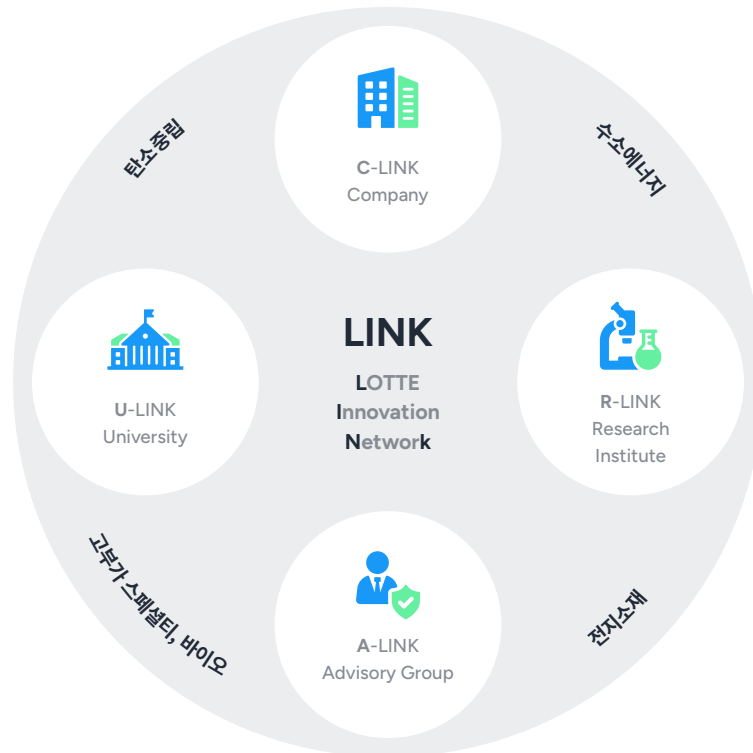 C-LINK
Company
탄소중립
수소에너지
LINK
LOTTE
Innovation
Network
U-LINK
University
R-LINK
Research
Institute
고부가 스페셜티, 바이오
전지소재
A-LINK
Advisory Group